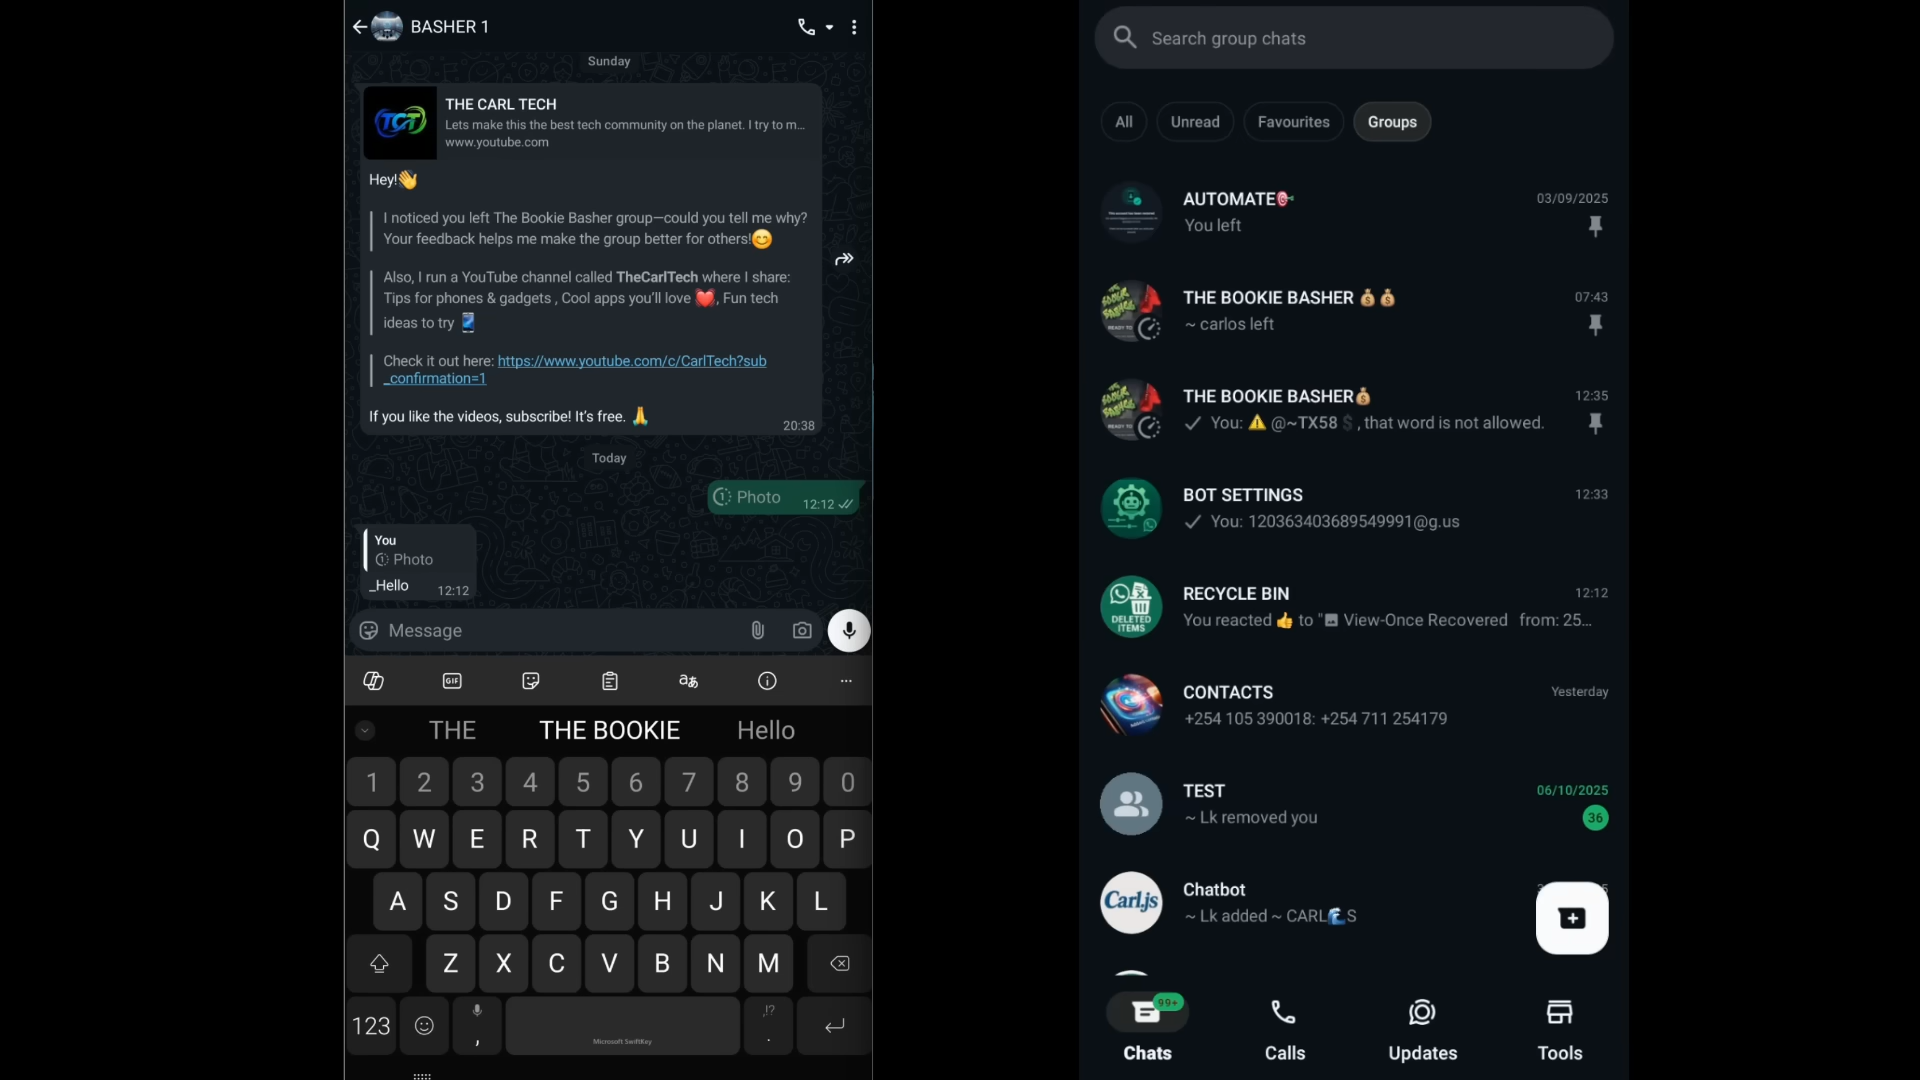 BASHER 1
Sunday
TCT
THE CARL TECH
Lets make this the best tech community on the planet. I try to m...
www.youtube.com
Hey!👋
I noticed you left The Bookie Basher group—could you tell me why?
Your feedback helps me make the group better for others!😊
Also, I run a YouTube channel called TheCarlTech where I share:
Tips for phones & gadgets , Cool apps you'll love ❤️, Fun tech
ideas to try 📱
Check it out here: https://www.youtube.com/c/CarlTech?sub
_confirmation=1
If you like the videos, subscribe! It's free. 🙏
20:38
Today
Photo 12:12
You
Photo
_Hello 12:12
Message
GIF
THE THE BOOKIE Hello
1 2 3 4 5 6 7 8 9 0
Q W E R T Y U I O P
A S D F G H J K L
Z X C V B N M
123 , ,!? .
Microsoft SwiftKey
Search group chats
All Unread Favourites Groups
AUTOMATE🎯 03/09/2025
You left
THE BOOKIE BASHER 💰💰 07:43
~ carlos left
THE BOOKIE BASHER💰 12:35
You: ⚠️ @~TX58💲, that word is not allowed.
BOT SETTINGS 12:33
You: 120363403689549991@g.us
DELETED
ITEMS
RECYCLE BIN 12:12
You reacted 👍 to "View-Once Recovered from: 25...
CONTACTS Yesterday
+254 105 390018: +254 711 254179
TEST 06/10/2025
~ Lk removed you 36
Carl.js
Chatbot
~ Lk added ~ CARL🌊S
99+
Chats Calls Updates Tools